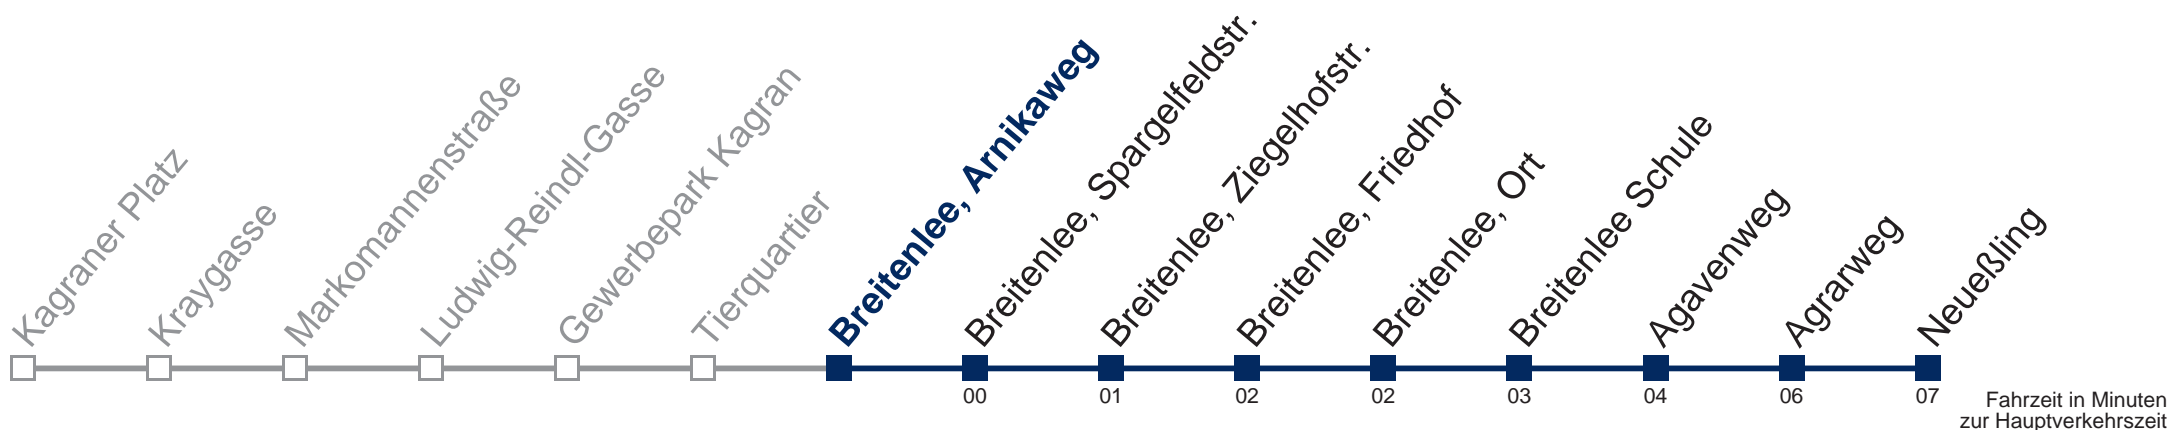 Kagraner Platz
Kraygasse
Markomannenstraße
Ludwig-Reindl-Gasse
Gewerbepark Kagran
Tierquartier
Breitenlee, Arnikaweg
Breitenlee, Spargelfeldstr.
Breitenlee, Ziegelhofstr.
Breitenlee, Friedhof
Breitenlee, Ort
Breitenlee Schule
Agavenweg
Agrarweg
Neueßling
00 01 02 02 03 04 06 07
Fahrzeit in Minuten
zur Hauptverkehrszeit